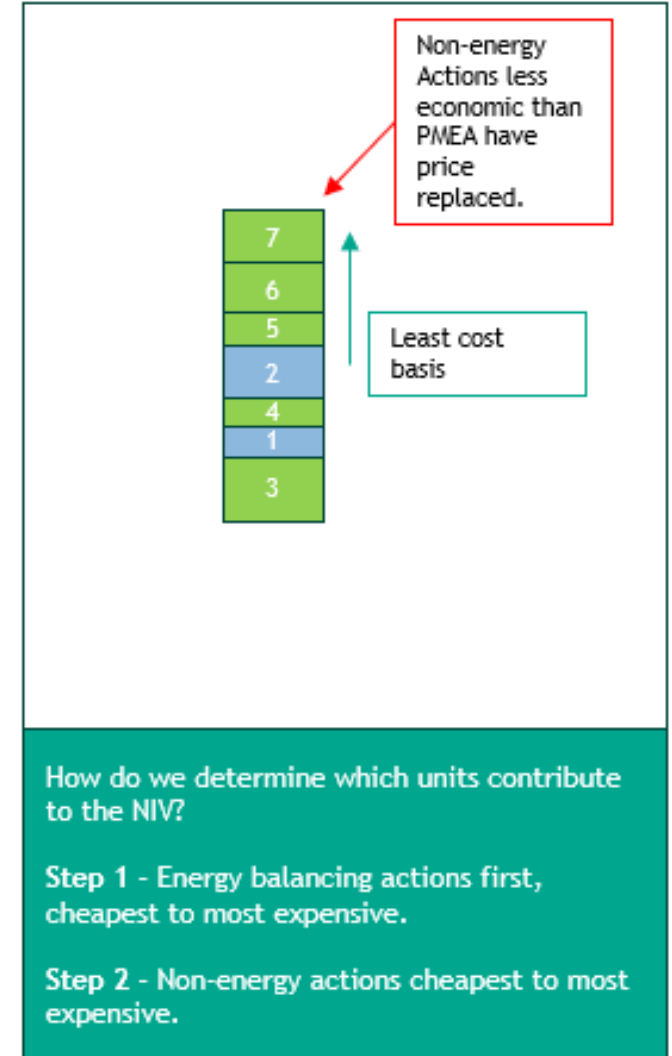 Non-energy
Actions less
economic than
PMEA have
price
replaced.
7
6
5
2
4
1
3
Least cost
basis
How do we determine which units contribute
to the NIV?
Step 1 - Energy balancing actions first,
cheapest to most expensive.
Step 2 - Non-energy actions cheapest to most
expensive.